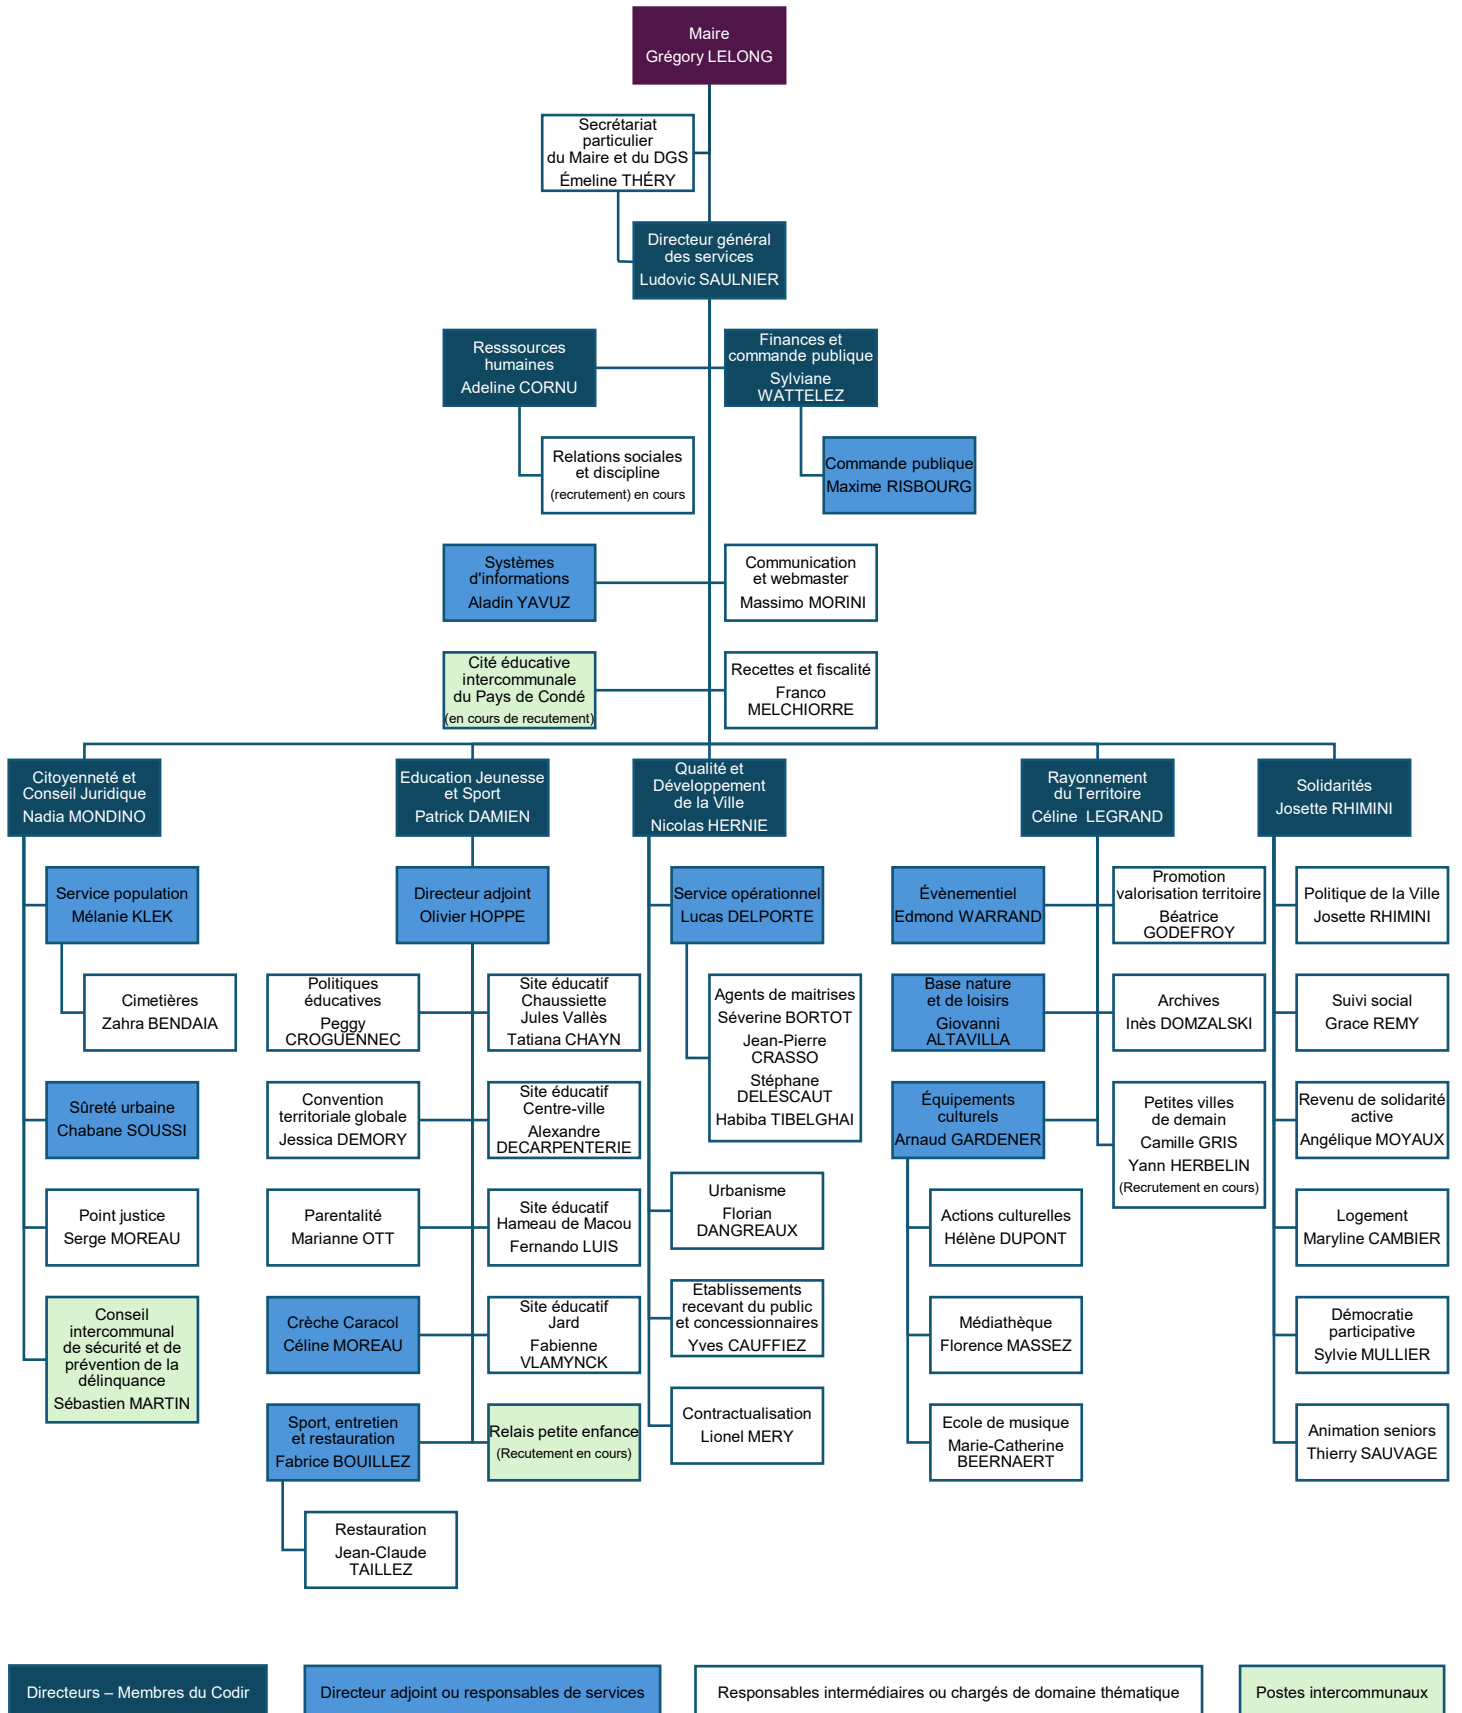 Maire
Grégory LELONG
Secrétariat
particulier
du Maire et du DGS
Émeline THÉRY
Directeur général
des services
Ludovic SAULNIER
Resssources
humaines
Adeline CORNU
Finances et
commande publique
Sylviane
WATTELEZ
Relations sociales
et discipline
(recrutement) en cours
Commande publique
Maxime RISBOURG
Systèmes
d'informations
Aladin YAVUZ
Communication
et webmaster
Massimo MORINI
Cité éducative
intercommunale
du Pays de Condé
(en cours de recutement)
Recettes et fiscalité
Franco
MELCHIORRE
Citoyenneté et
Conseil Juridique
Nadia MONDINO
Service population
Mélanie KLEK
Cimetières
Zahra BENDAIA
Sûreté urbaine
Chabane SOUSSI
Point justice
Serge MOREAU
Conseil
intercommunal
de sécurité et de
prévention de la
délinquance
Sébastien MARTIN
Education Jeunesse
et Sport
Patrick DAMIEN
Directeur adjoint
Olivier HOPPE
Politiques
éducatives
Peggy
CROGUENNEC
Site éducatif
Chaussiette
Jules Vallès
Tatiana CHAYN
Convention
territoriale globale
Jessica DEMORY
Site éducatif
Centre-ville
Alexandre
DECARPENTERIE
Parentalité
Marianne OTT
Site éducatif
Hameau de Macou
Fernando LUIS
Crèche Caracol
Céline MOREAU
Site éducatif
Jard
Fabienne
VLAMYNCK
Sport, entretien
et restauration
Fabrice BOUILLEZ
Relais petite enfance
(Recutement en cours)
Restauration
Jean-Claude
TAILLEZ
Qualité et
Développement
de la Ville
Nicolas HERNIE
Service opérationnel
Lucas DELPORTE
Agents de maitrises
Séverine BORTOT
Jean-Pierre
CRASSO
Stéphane
DELESCAUT
Habiba TIBELGHAI
Urbanisme
Florian
DANGREAUX
Etablissements
recevant du public
et concessionnaires
Yves CAUFFIEZ
Contractualisation
Lionel MERY
Rayonnement
du Territoire
Céline  LEGRAND
Évènementiel
Edmond WARRAND
Promotion
valorisation territoire
Béatrice
GODEFROY
Base nature
et de loisirs
Giovanni
ALTAVILLA
Archives
Inès DOMZALSKI
Équipements
culturels
Arnaud GARDENER
Petites villes
de demain
Camille GRIS
Yann HERBELIN
(Recrutement en cours)
Actions culturelles
Hélène DUPONT
Médiathèque
Florence MASSEZ
Ecole de musique
Marie-Catherine
BEERNAERT
Solidarités
Josette RHIMINI
Politique de la Ville
Josette RHIMINI
Suivi social
Grace REMY
Revenu de solidarité
active
Angélique MOYAUX
Logement
Maryline CAMBIER
Démocratie
participative
Sylvie MULLIER
Animation seniors
Thierry SAUVAGE
Directeurs – Membres du Codir
Directeur adjoint ou responsables de services
Responsables intermédiaires ou chargés de domaine thématique
Postes intercommunaux